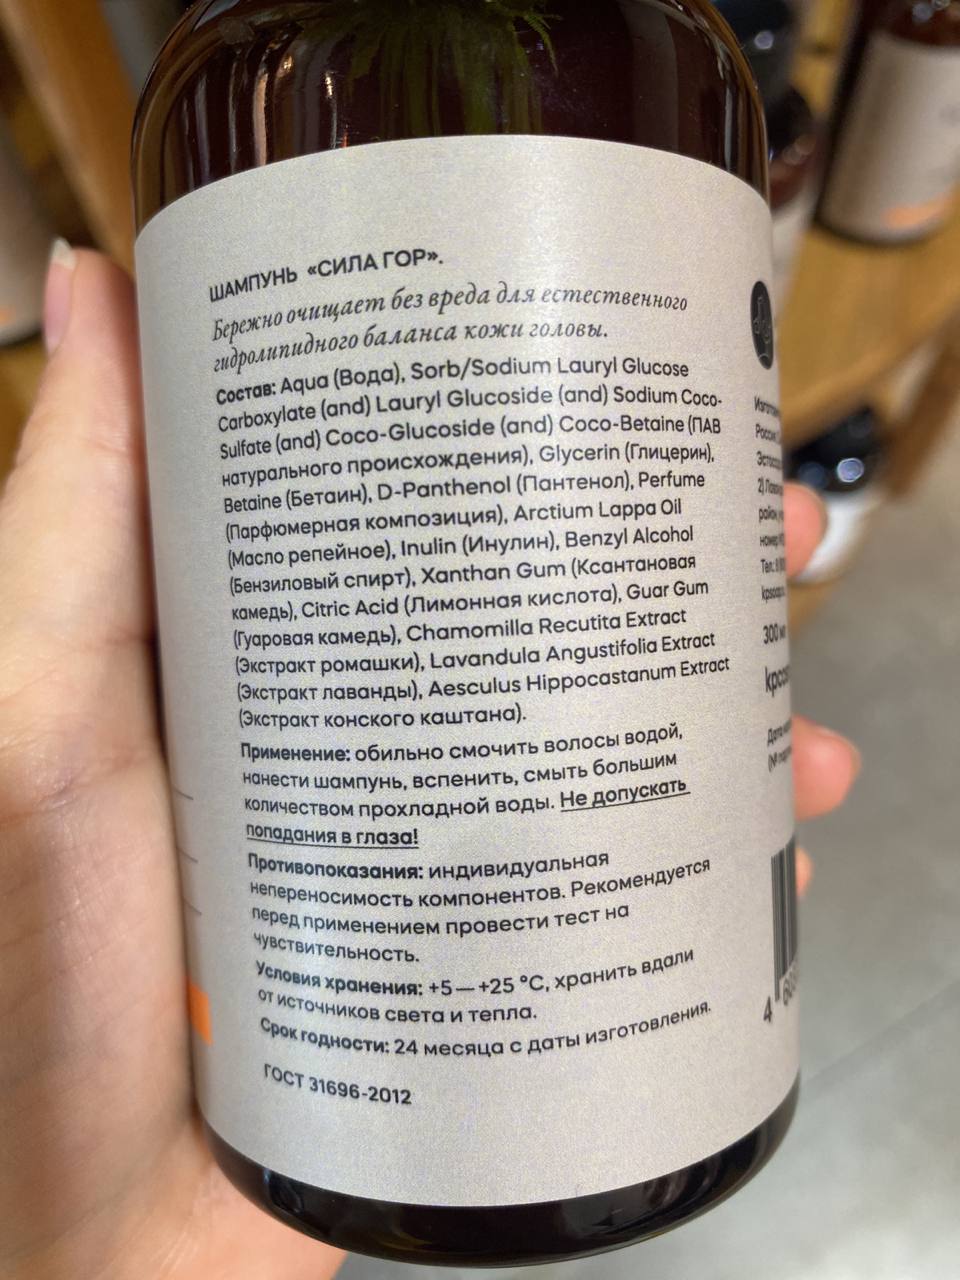 ШАМПУНЬ «СИЛА ГОР».
Бережно очищает без вреда для естественного
гидролипидного баланса кожи головы.
Состав: Aqua (Вода), Sorb/Sodium Lauryl Glucose
Carboxylate (and) Lauryl Glucoside (and) Sodium Coco-
Sulfate (and) Coco-Glucoside (and) Coco-Betaine (ПАВ
натурального происхождения), Glycerin (Глицерин),
Betaine (Бетаин), D-Panthenol (Пантенол), Perfume
(Парфюмерная композиция), Arctium Lappa Oil
(Масло репейное), Inulin (Инулин), Benzyl Alcohol
(Бензиловый спирт), Xanthan Gum (Ксантановая
камедь), Citric Acid (Лимонная кислота), Guar Gum
(Гуаровая камедь), Chamomilla Recutita Extract
(Экстракт ромашки), Lavandula Angustifolia Extract
(Экстракт лаванды), Aesculus Hippocastanum Extract
(Экстракт конского каштана).
Применение: обильно смочить волосы водой,
нанести шампунь, вспенить, смыть большим
количеством прохладной воды. Не допускать
попадания в глаза!
Противопоказания: индивидуальная
непереносимость компонентов. Рекомендуется
перед применением провести тест на
чувствительность.
Условия хранения: +5—+25 °C, хранить вдали
от источников света и тепла.
Срок годности: 24 месяца с даты изготовления.
ГОСТ 31696-2012
300 мл
4